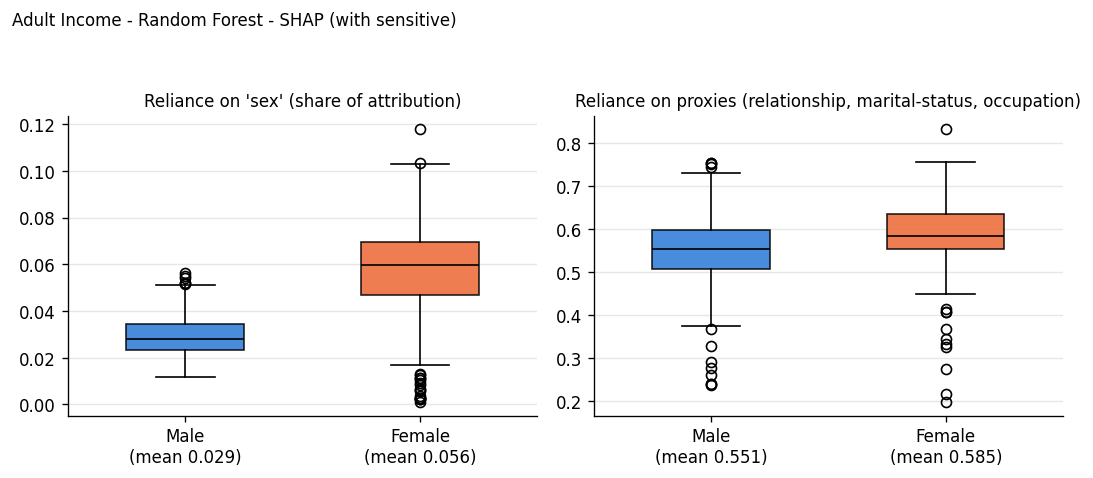 Adult Income - Random Forest - SHAP (with sensitive)
Reliance on 'sex' (share of attribution)
0.12
0.10
0.08
0.06
0.04
0.02
0.00
Male
(mean 0.029)
Female
(mean 0.056)
Reliance on proxies (relationship, marital-status, occupation)
0.8
0.7
0.6
0.5
0.4
0.3
0.2
Male
(mean 0.551)
Female
(mean 0.585)